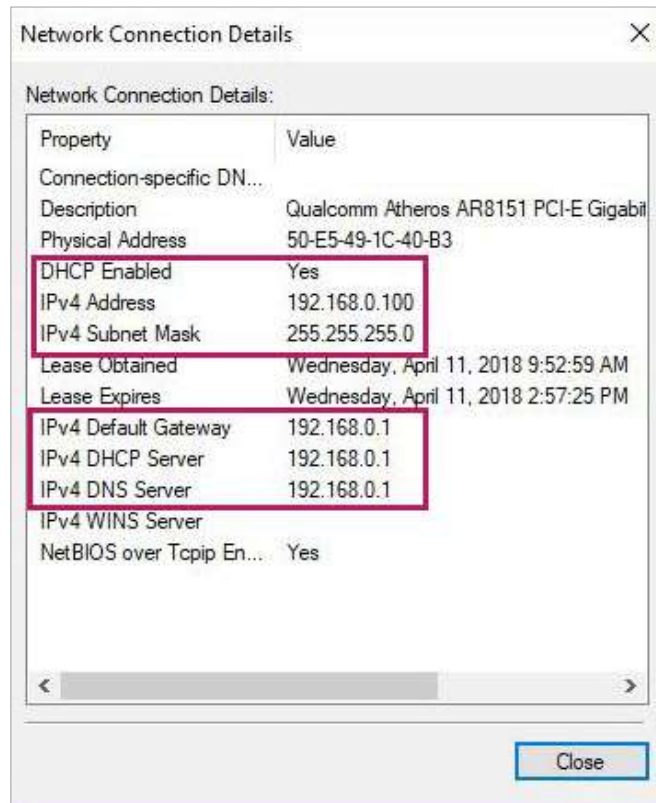 Network Connection Details
Network Connection Details:
Property Value
Connection-specific DN...
Description Qualcomm Atheros AR8151 PCI-E Gigabit
Physical Address 50-E5-49-1C-40-B3
DHCP Enabled Yes
IPv4 Address 192.168.0.100
IPv4 Subnet Mask 255.255.255.0
Lease Obtained Wednesday, April 11, 2018 9:52:59 AM
Lease Expires Wednesday, April 11, 2018 2:57:25 PM
IPv4 Default Gateway 192.168.0.1
IPv4 DHCP Server 192.168.0.1
IPv4 DNS Server 192.168.0.1
IPv4 WINS Server
NetBIOS over Tcpip En... Yes
Close